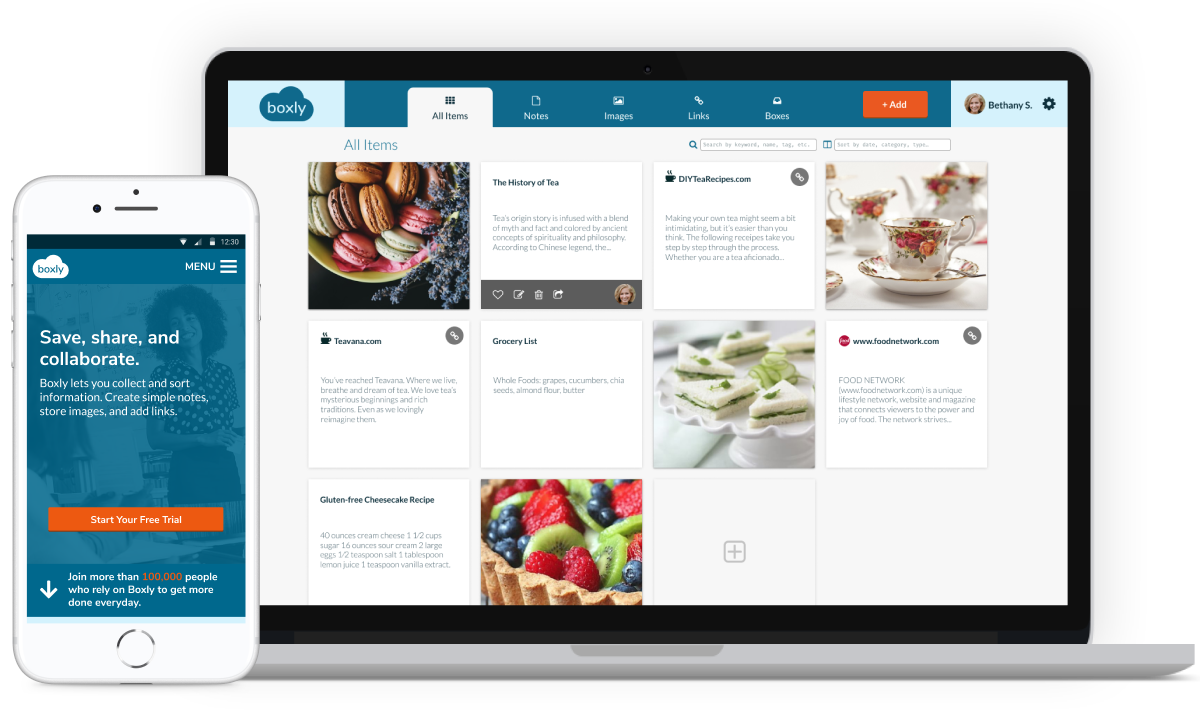 boxly
All Items
Notes
Images
Links
Boxes
+ Add
Bethany S.
All Items
Search by keyword, name, tag, etc.
Sort by date, category, type…
The History of Tea
Tea's origin story is infused with a blend
of myth and fact and colored by ancient
concepts of spirituality and philosophy.
According to Chinese legend, the...
DIYTeaRecipes.com
Making your own tea might seem a bit
intimidating, but it's easier than you
think. The following receipes take you
step by step through the process.
Whether you are a tea aficionado...
Teavana.com
You've reached Teavana. Where we live,
breathe and dream of tea. We love tea's
mysterious beginnings and rich
traditions. Even as we lovingly
reimagine them.
Grocery List
Whole Foods: grapes, cucumbers, chia
seeds, almond flour, butter
food
www.foodnetwork.com
FOOD NETWORK
(www.foodnetwork.com) is a unique
lifestyle network, website and magazine
that connects viewers to the power and
joy of food. The network strives...
Gluten-free Cheesecake Recipe
40 ounces cream cheese 1 1/2 cups
sugar 16 ounces sour cream 2 large
eggs 1/2 teaspoon salt 1 tablespoon
lemon juice 1 teaspoon vanilla extract.
12:30
boxly
MENU
Save, share, and
collaborate.
Boxly lets you collect and sort
information. Create simple notes,
store images, and add links.
Start Your Free Trial
Join more than 100,000 people
who rely on Boxly to get more
done everyday.